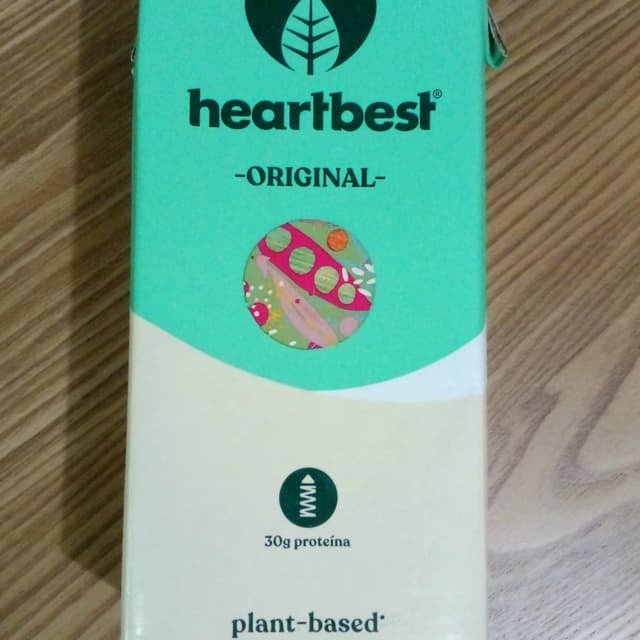 heartbest®
-ORIGINAL-
30g proteína
plant-based*